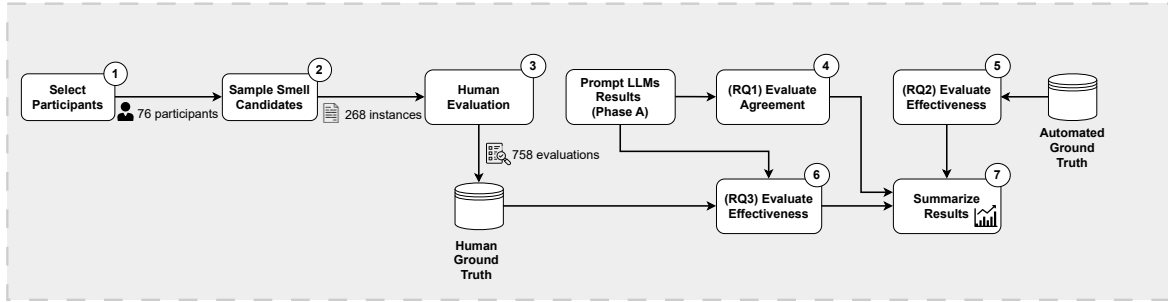 1
Select
Participants
76 participants
2
Sample Smell
Candidates
268 instances
3
Human
Evaluation
758 evaluations
Human
Ground
Truth
Prompt LLMs
Results
(Phase A)
4
(RQ1) Evaluate
Agreement
6
(RQ3) Evaluate
Effectiveness
5
(RQ2) Evaluate
Effectiveness
Automated
Ground
Truth
7
Summarize
Results